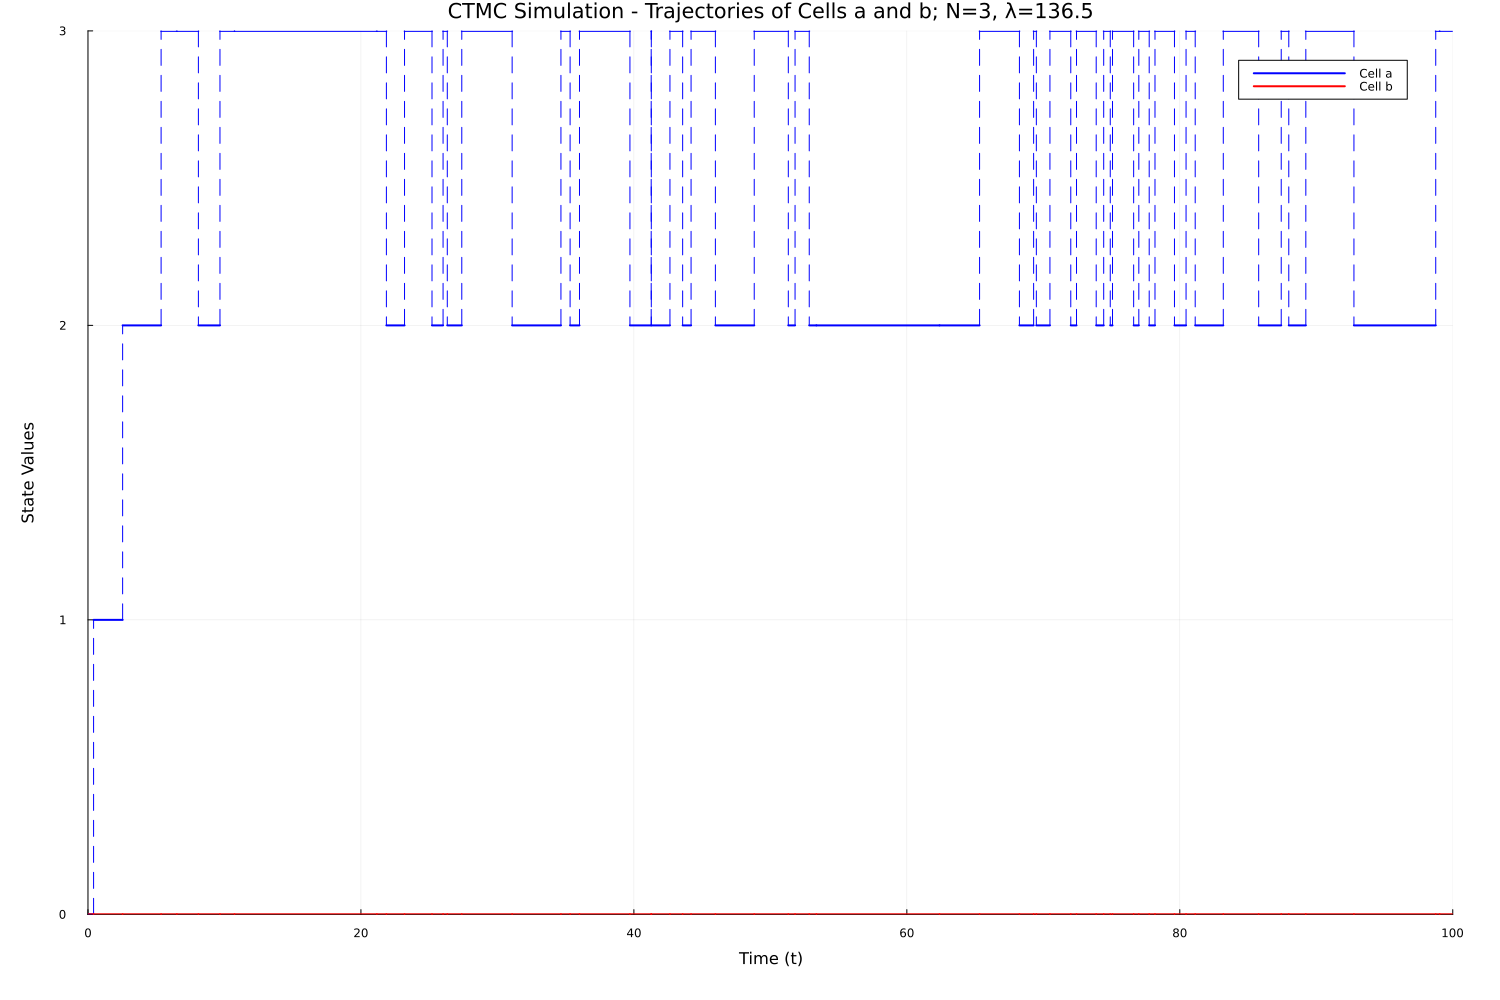 CTMC Simulation - Trajectories of Cells a and b; N=3, λ=136.5
3
Cell a
Cell b
2
State Values
1
0
0 20 40 60 80 100
Time (t)